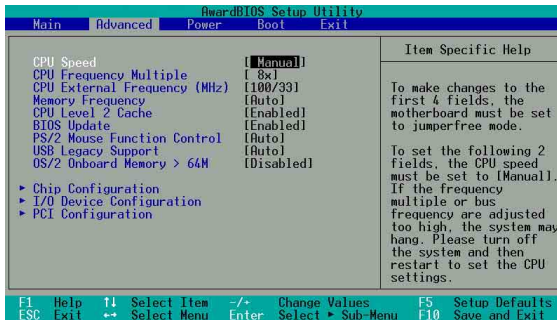 AwardBIOS Setup Utility
Main Advanced Power Boot Exit
Item Specific Help
CPU Speed [ Manual]
CPU Frequency Multiple [ 8x]
CPU External Frequency (MHz) [100/33]
Memory Frequency [Auto]
CPU Level 2 Cache [Enabled]
BIOS Update [Enabled]
PS/2 Mouse Function Control [Auto]
USB Legacy Support [Auto]
OS/2 Onboard Memory > 64M [Disabled]
▸ Chip Configuration
▸ I/O Device Configuration
▸ PCI Configuration
To make changes to the
first 4 fields, the
motherboard must be set
to jumperfree mode.
To set the following 2
fields, the CPU speed
must be set to [Manual].
If the frequency
multiple or bus
frequency are adjusted
too high, the system may
hang. Please turn off
the system and then
restart to set the CPU
settings.
F1 Help ↑↓ Select Item -/+ Change Values F5 Setup Defaults
ESC Exit ↔ Select Menu Enter Select ▸ Sub-Menu F10 Save and Exit